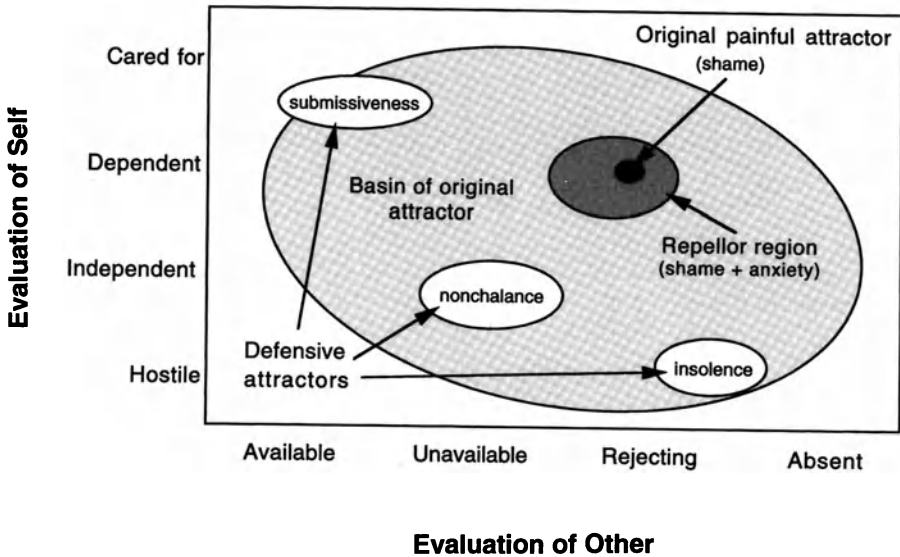 Original painful attractor
(shame)
Cared for
submissiveness
Dependent
Basin of original
attractor
Repellor region
(shame + anxiety)
Independent
nonchalance
Defensive
attractors
insolence
Hostile
Available
Unavailable
Rejecting
Absent
Evaluation of Self
Evaluation of Other